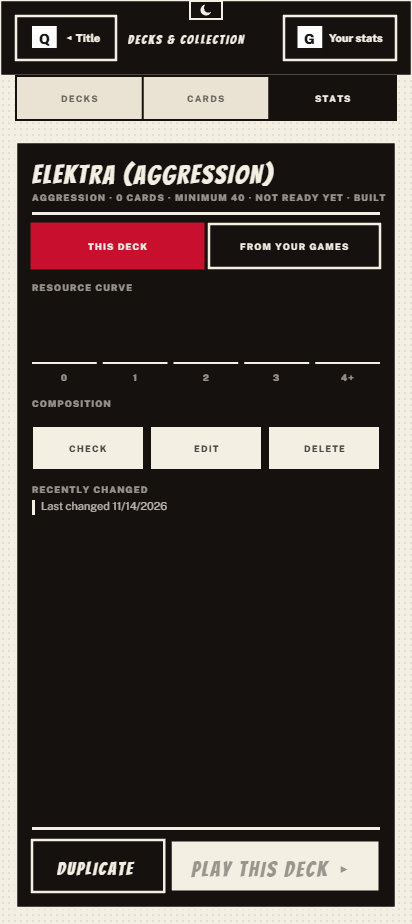 Q ◂ Title DECKS & COLLECTION G Your stats
DECKS CARDS STATS
ELEKTRA (AGGRESSION)
AGGRESSION · 0 CARDS · MINIMUM 40 · NOT READY YET · BUILT
THIS DECK FROM YOUR GAMES
RESOURCE CURVE
0 1 2 3 4+
COMPOSITION
CHECK EDIT DELETE
RECENTLY CHANGED
Last changed 11/14/2026
DUPLICATE PLAY THIS DECK ▸